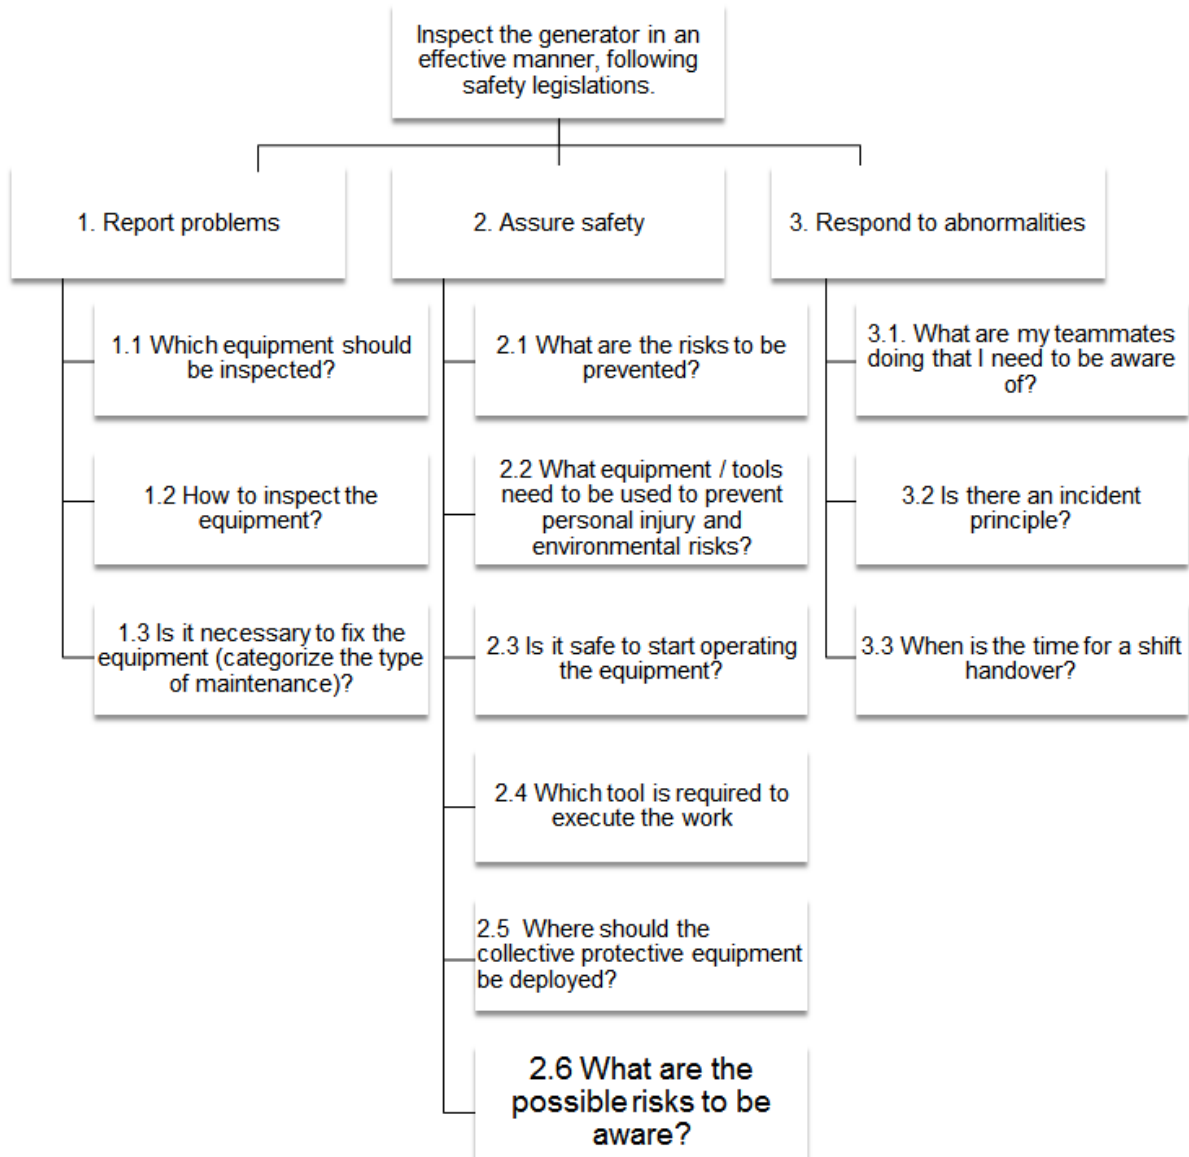 Inspect the generator in an
effective manner, following
safety legislations.
1. Report problems
2. Assure safety
3. Respond to abnormalities
1.1 Which equipment should
be inspected?
1.2 How to inspect the
equipment?
1.3 Is it necessary to fix the
equipment (categorize the type
of maintenance)?
2.1 What are the risks to be
prevented?
2.2 What equipment / tools
need to be used to prevent
personal injury and
environmental risks?
2.3 Is it safe to start operating
the equipment?
2.4 Which tool is required to
execute the work
2.5  Where should the
collective protective equipment
be deployed?
2.6 What are the
possible risks to be
aware?
3.1. What are my teammates
doing that I need to be aware
of?
3.2 Is there an incident
principle?
3.3 When is the time for a shift
handover?